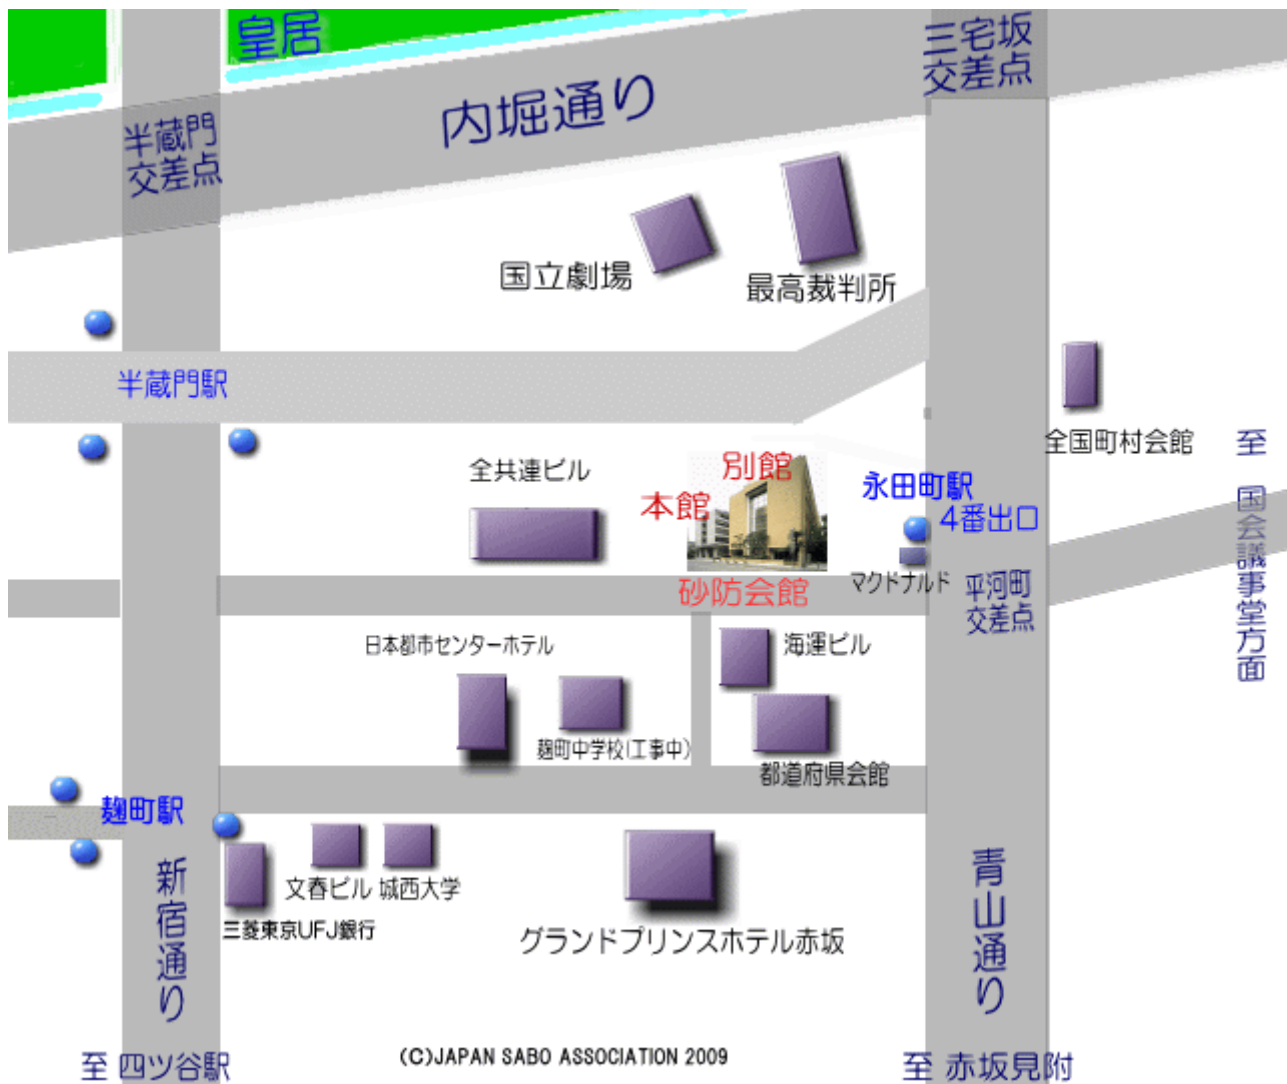 皇居
三宅坂
交差点
内堀通り
半蔵門
交差点
国立劇場
最高裁判所
半蔵門駅
全国町村会館
至 国会議事堂方面
全共連ビル
別館
本館
永田町駅
4番出口
砂防会館
マクドナルド
平河町
交差点
日本都市センターホテル
海運ビル
麹町中学校(工事中)
都道府県会館
麹町駅
文春ビル
城西大学
三菱東京UFJ銀行
グランドプリンスホテル赤坂
新宿通り
青山通り
至 四ツ谷駅
(C)JAPAN SABO ASSOCIATION 2009
至 赤坂見附